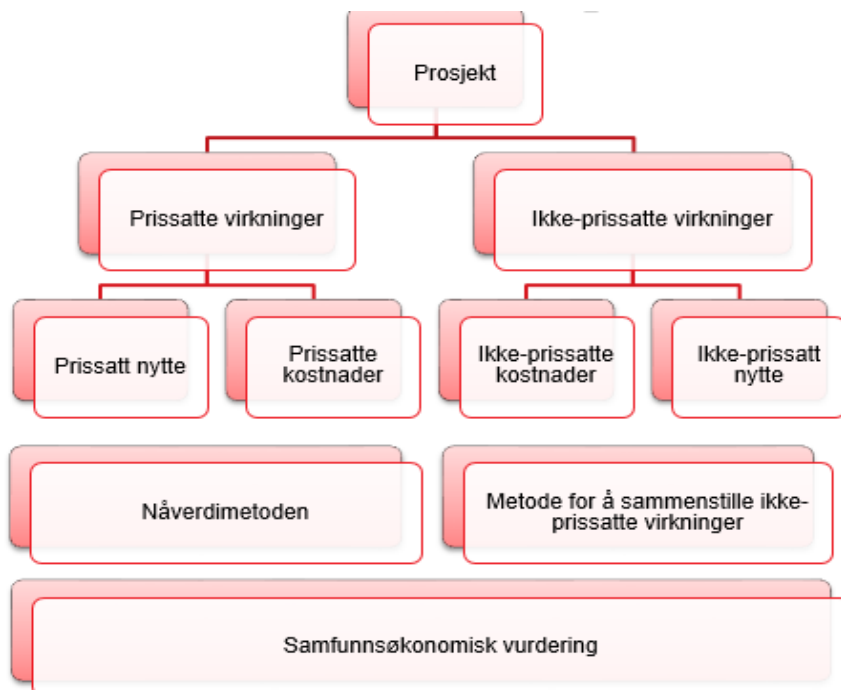 Prosjekt
Prissatte virkninger
Ikke-prissatte virkninger
Prissatt nytte
Prissatte
kostnader
Ikke-prissatte
kostnader
Ikke-prissatt
nytte
Nåverdimetoden
Metode for å sammenstille ikke-
prissatte virkninger
Samfunnsøkonomisk vurdering